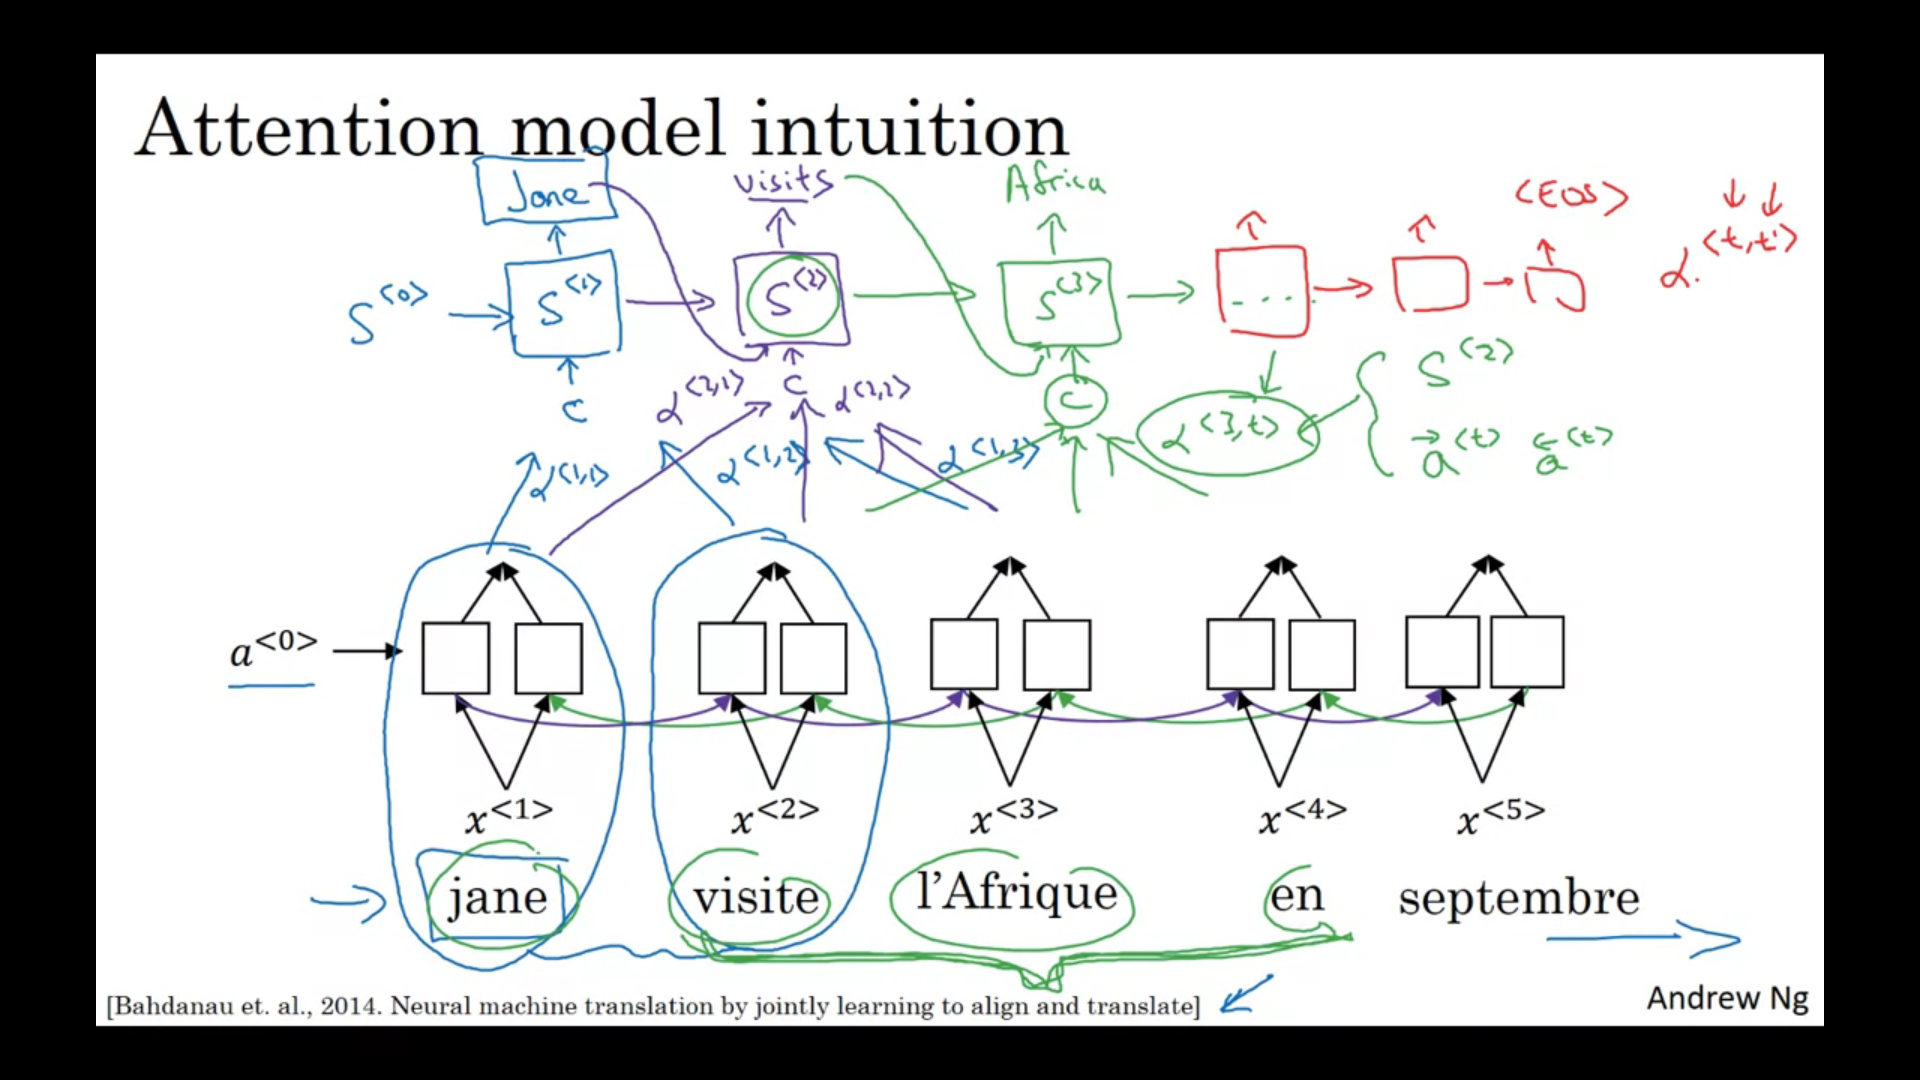 Attention model intuition
Jane visits Africa <EOS> ↓ ↓
S<0> S<1> S<2> S<3> ... α<t,t'>
S<2>
C α<2,1> C α<2,2> C α<3,t>
a<t> a<t>
α<1,1> α<1,2> α<1,3>
a<0>
x<1> x<2> x<3> x<4> x<5>
jane visite l'Afrique en septembre
[Bahdanau et. al., 2014. Neural machine translation by jointly learning to align and translate]
Andrew Ng